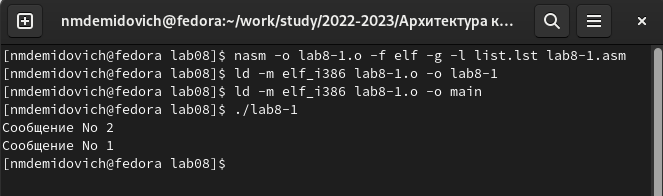 nmdemidovich@fedora:~/work/study/2022-2023/Архитектура к...
[nmdemidovich@fedora lab08]$ nasm -o lab8-1.o -f elf -g -l list.lst lab8-1.asm
[nmdemidovich@fedora lab08]$ ld -m elf_i386 lab8-1.o -o lab8-1
[nmdemidovich@fedora lab08]$ ld -m elf_i386 lab8-1.o -o main
[nmdemidovich@fedora lab08]$ ./lab8-1
Сообщение No 2
Сообщение No 1
[nmdemidovich@fedora lab08]$